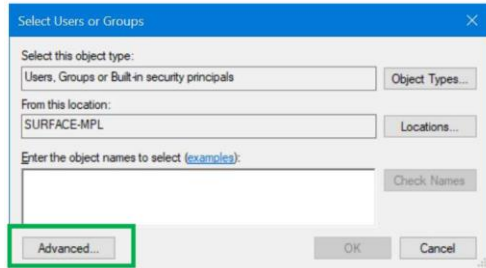 Select Users or Groups
Select this object type:
Users, Groups or Built-in security principals
Object Types...
From this location:
SURFACE-MPL
Locations...
Enter the object names to select (examples):
Check Names
Advanced...
OK
Cancel